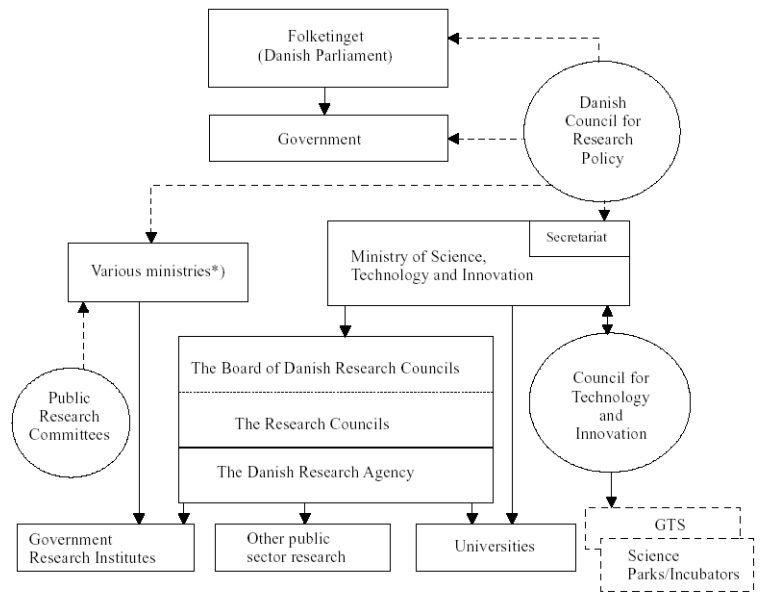 Folketinget
(Danish Parliament)
Danish
Council for
Research
Policy
Government
Secretariat
Various ministries*)
Ministry of Science,
Technology and Innovation
The Board of Danish Research Councils
Public
Research
Committees
Council for
Technology
and
Innovation
The Research Councils
The Danish Research Agency
Government
Research Institutes
Other public
sector research
Universities
GTS
Science
Parks/Incubators